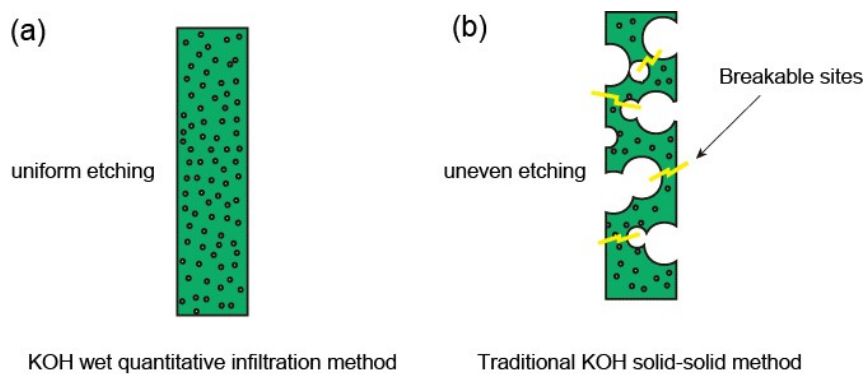 (a)
uniform etching
KOH wet quantitative infiltration method
(b)
Breakable sites
uneven etching
Traditional KOH solid-solid method